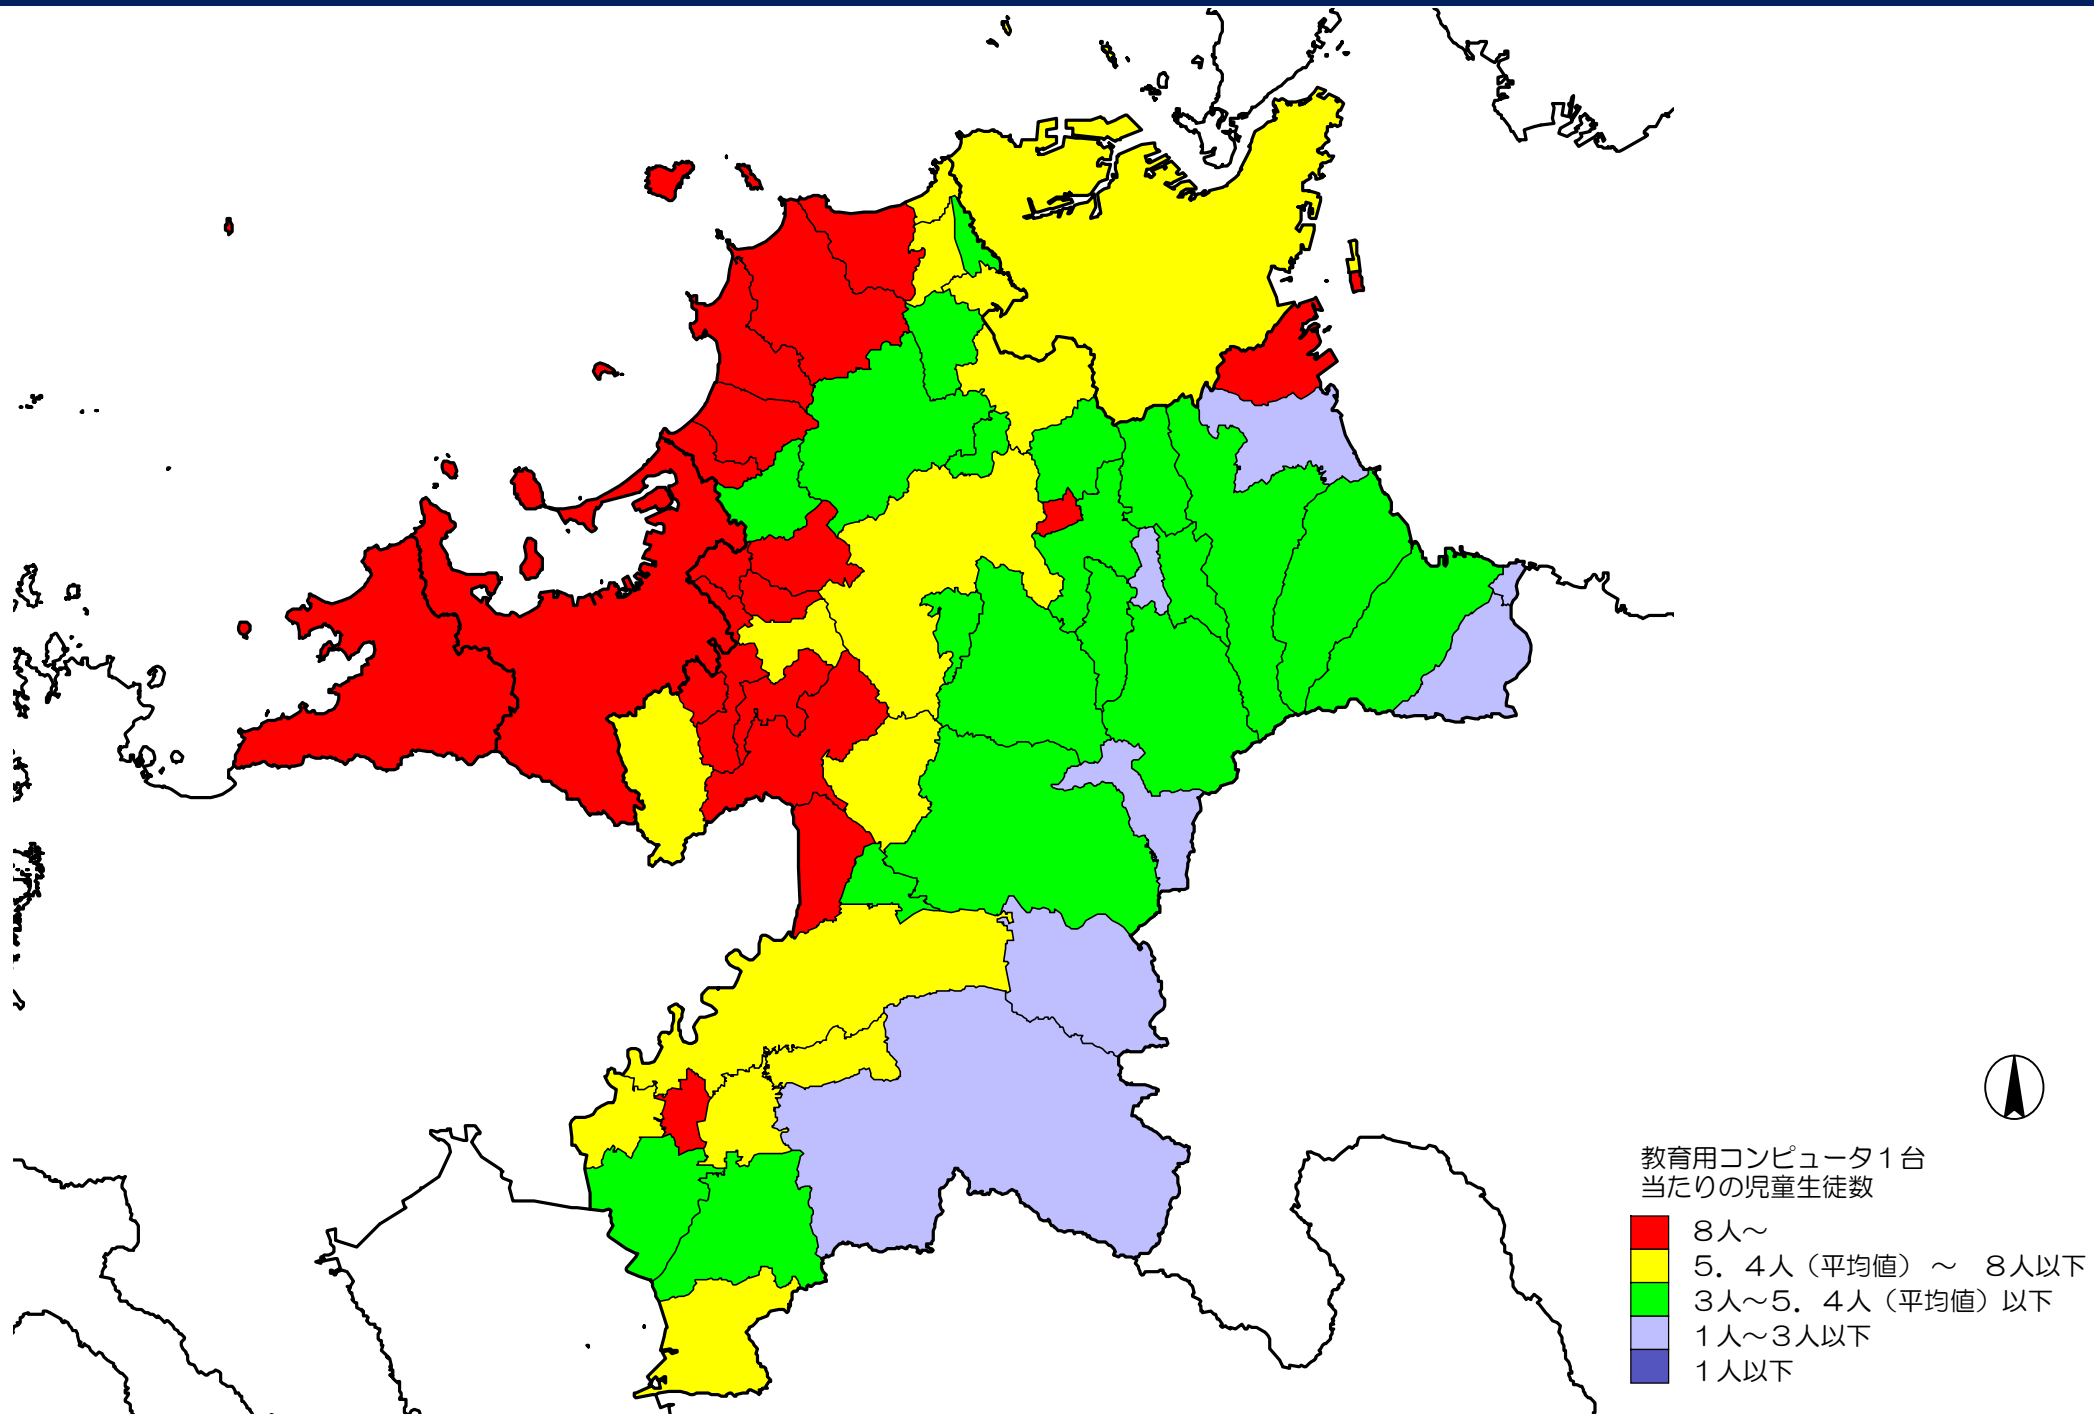 教育用コンピュータ１台
当たりの児童生徒数
８人～
５．４人（平均値）～　８人以下
３人～５．４人（平均値）以下
１人～３人以下
１人以下